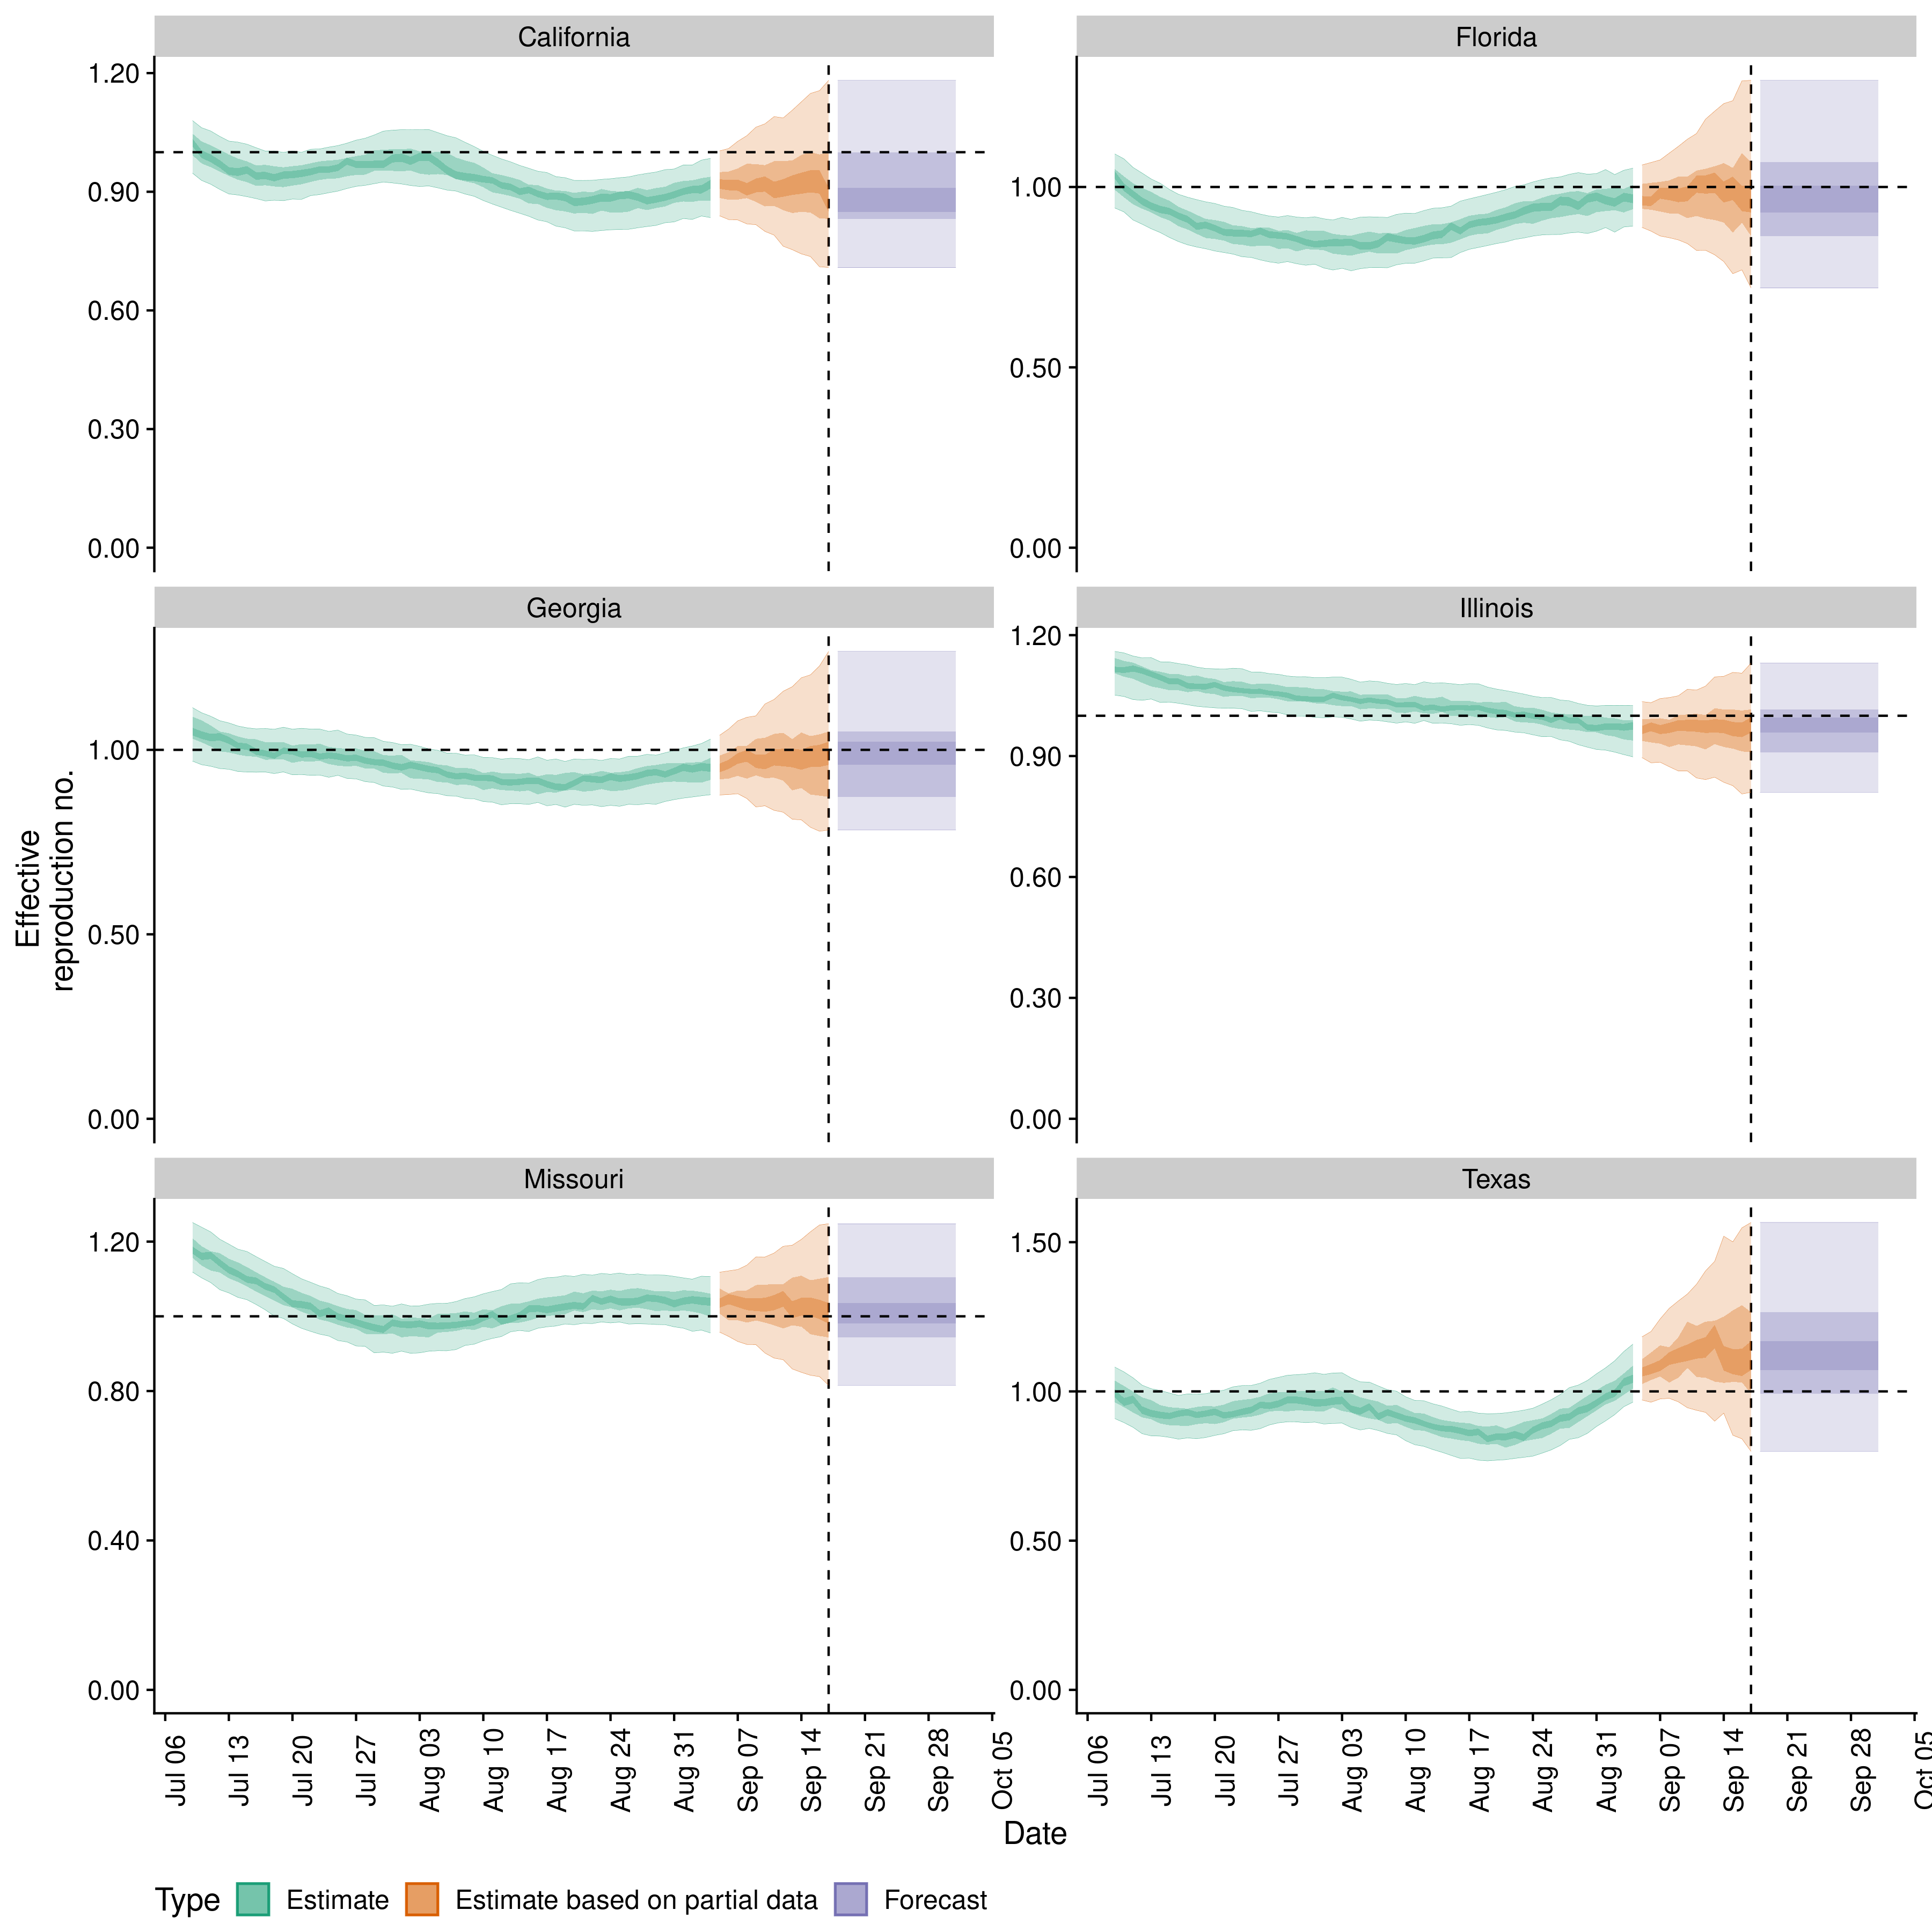 California
Florida
1.20
0.90
0.60
0.30
0.00
1.00
0.50
0.00
Georgia
Illinois
1.00
0.50
0.00
1.20
0.90
0.60
0.30
0.00
Missouri
Texas
1.20
0.80
0.40
0.00
1.50
1.00
0.50
0.00
Effective
reproduction no.
Jul 06
Jul 13
Jul 20
Jul 27
Aug 03
Aug 10
Aug 17
Aug 24
Aug 31
Sep 07
Sep 14
Sep 21
Sep 28
Oct 05
Jul 06
Jul 13
Jul 20
Jul 27
Aug 03
Aug 10
Aug 17
Aug 24
Aug 31
Sep 07
Sep 14
Sep 21
Sep 28
Oct 05
Date
Type Estimate Estimate based on partial data Forecast